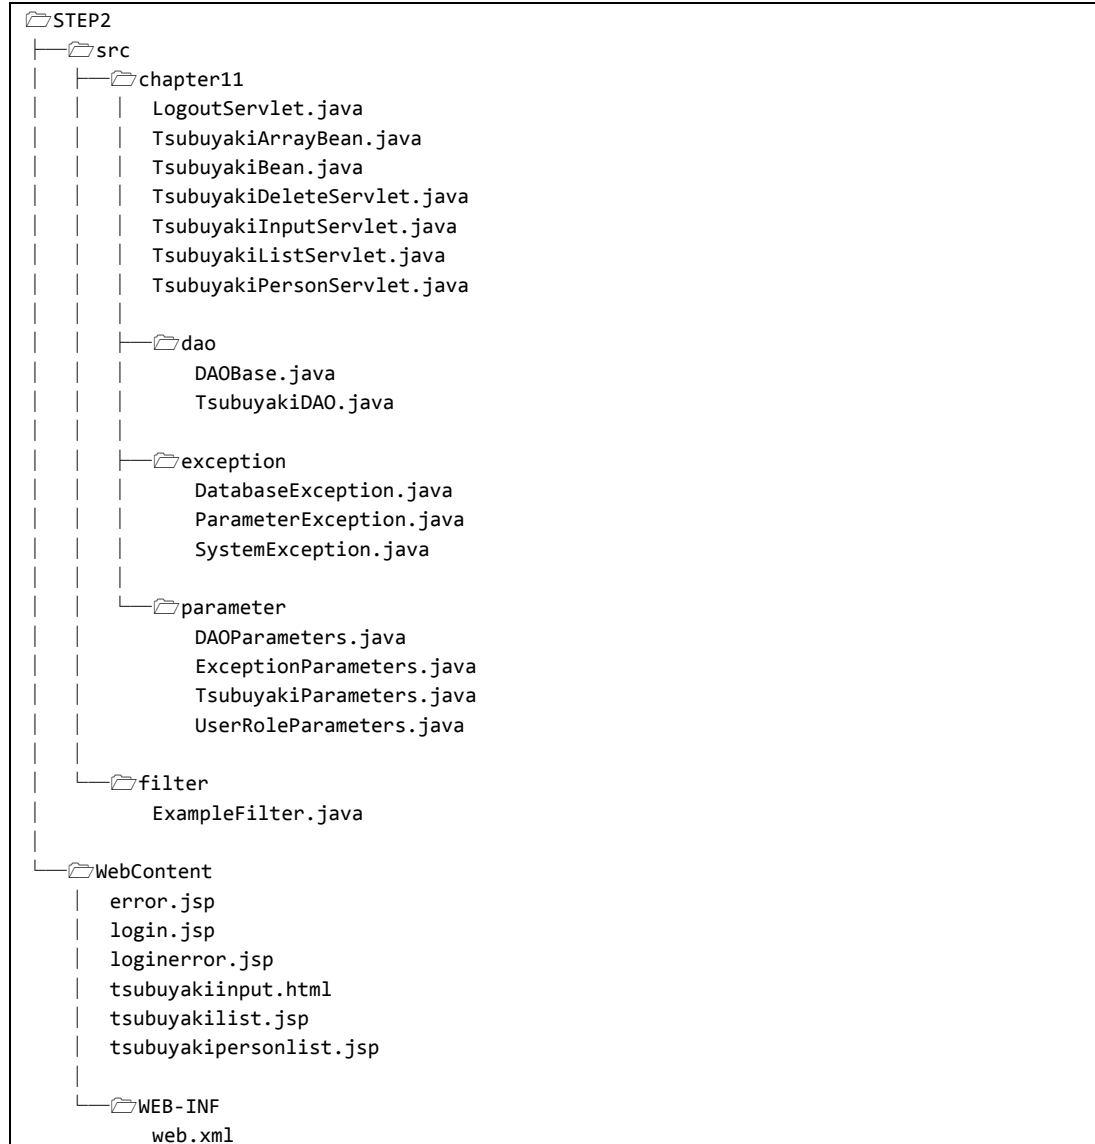 STEP2
src
chapter11
LogoutServlet.java
TsubuyakiArrayBean.java
TsubuyakiBean.java
TsubuyakiDeleteServlet.java
TsubuyakiInputServlet.java
TsubuyakiListServlet.java
TsubuyakiPersonServlet.java
dao
DAOBase.java
TsubuyakiDAO.java
exception
DatabaseException.java
ParameterException.java
SystemException.java
parameter
DAOParameters.java
ExceptionParameters.java
TsubuyakiParameters.java
UserRoleParameters.java
filter
ExampleFilter.java
WebContent
error.jsp
login.jsp
loginerror.jsp
tsubuyakiinput.html
tsubuyakilist.jsp
tsubuyakipersonlist.jsp
WEB-INF
web.xml